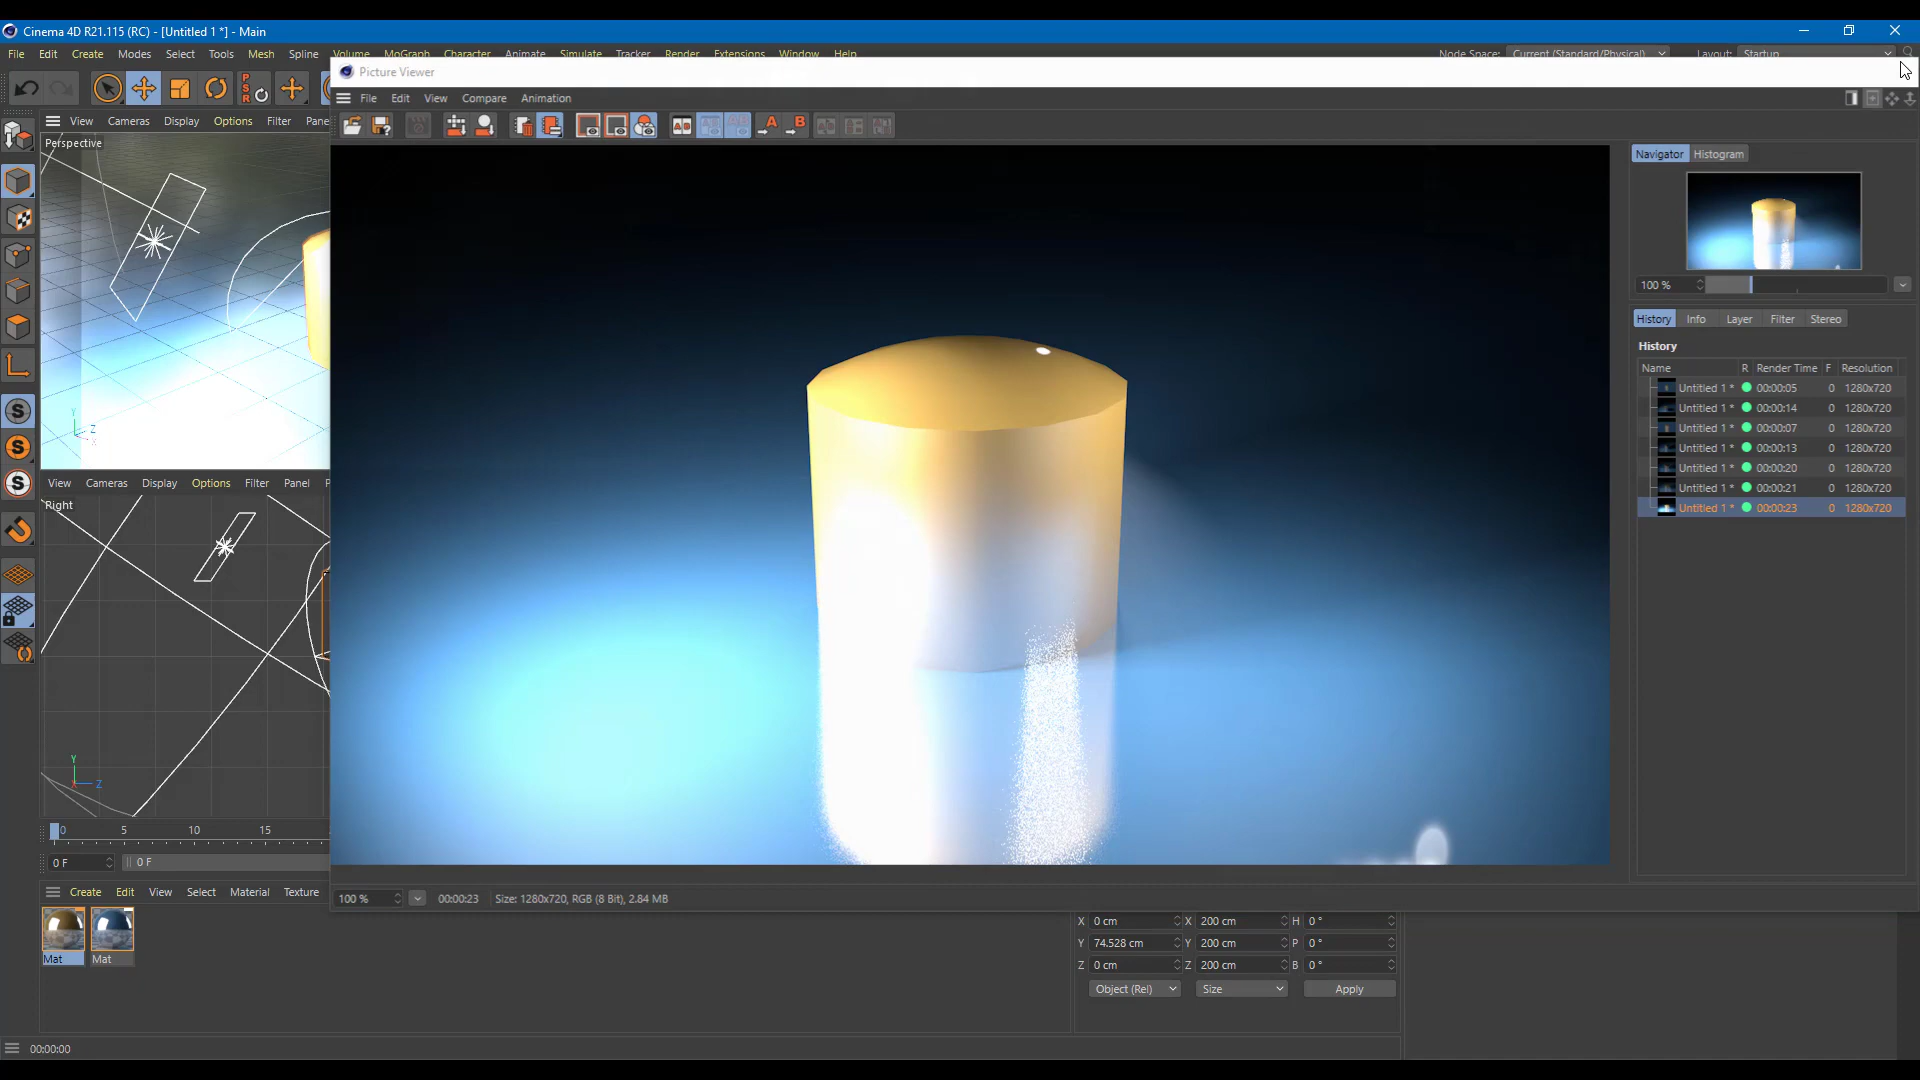 Cinema 4D R21.115 (RC) - [Untitled 1 *] - Main
File Edit Create Modes Select Tools Mesh Spline Volume MoGraph Character Animate Simulate Tracker Render Extensions Window Help Node Space: Current (Standard/Physical) Layout: Startup
Picture Viewer
File Edit View Compare Animation
View Cameras Display Options Filter Pane
Perspective
Navigator Histogram
100 %
History Info Layer Filter Stereo
History
Name R Render Time F Resolution
Untitled 1 * 00:00:05 0 1280x720
Untitled 1 * 00:00:14 0 1280x720
Untitled 1 * 00:00:07 0 1280x720
Untitled 1 * 00:00:13 0 1280x720
Untitled 1 * 00:00:20 0 1280x720
Untitled 1 * 00:00:21 0 1280x720
Untitled 1 * 00:00:23 0 1280x720
Y Z X
View Cameras Display Options Filter Panel P
Right
Y X Z
0 5 10 15
0 F 0 F
Create Edit View Select Material Texture
Mat Mat
100 % 00:00:23 Size: 1280x720, RGB (8 Bit), 2.84 MB
X 0 cm X 200 cm H 0 °
Y 74.528 cm Y 200 cm P 0 °
Z 0 cm Z 200 cm B 0 °
Object (Rel) Size Apply
00:00:00